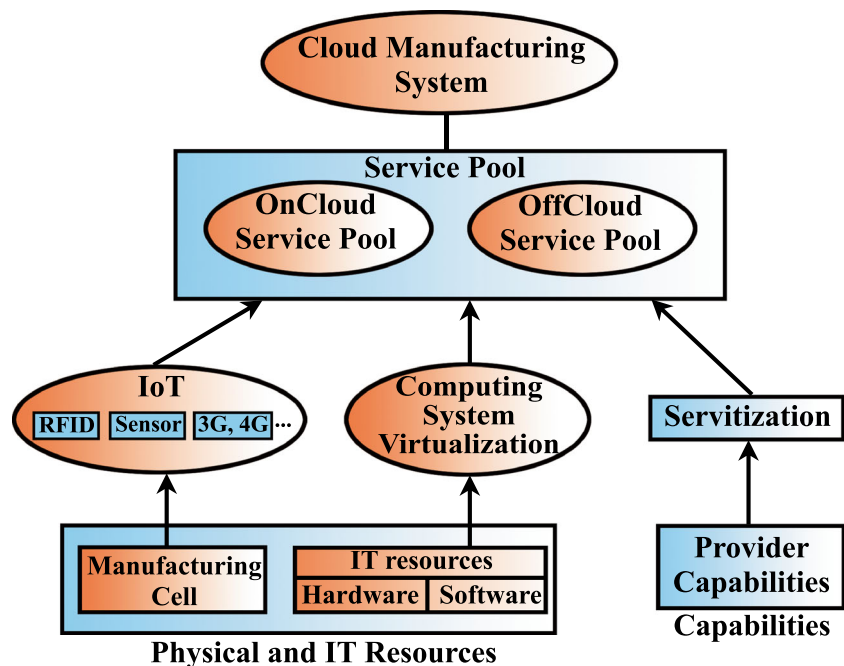 Cloud Manufacturing
System
Service Pool
OnCloud
Service Pool
OffCloud
Service Pool
IoT
RFID
Sensor
3G, 4G
...
Computing
System
Virtualization
Servitization
Manufacturing
Cell
IT resources
Hardware
Software
Provider
Capabilities
Capabilities
Physical and IT Resources